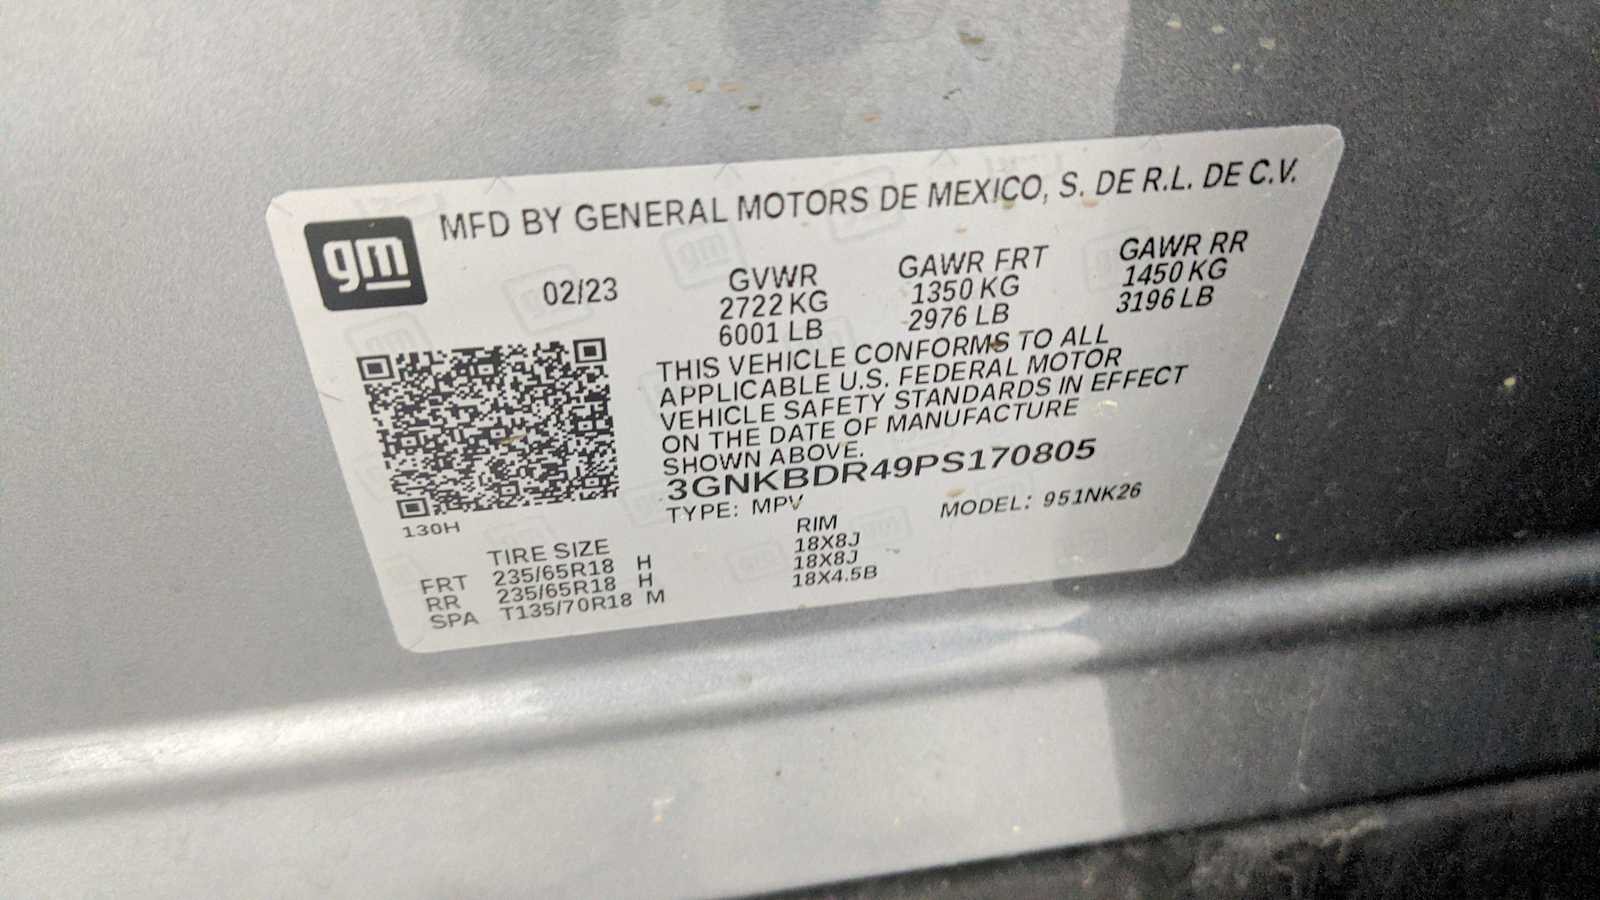 gm
MFD BY GENERAL MOTORS DE MEXICO, S. DE R.L. DE C.V.
02/23 GVWR GAWR FRT GAWR RR
2722 KG 1350 KG 1450 KG
6001 LB 2976 LB 3196 LB
THIS VEHICLE CONFORMS TO ALL
APPLICABLE U.S. FEDERAL MOTOR
VEHICLE SAFETY STANDARDS IN EFFECT
ON THE DATE OF MANUFACTURE
SHOWN ABOVE.
3GNKBDR49PS170805
TYPE: MPV MODEL: 951NK26
130H
TIRE SIZE RIM
FRT 235/65R18 H 18X8J
RR 235/65R18 H 18X8J
SPA T135/70R18 M 18X4.5B